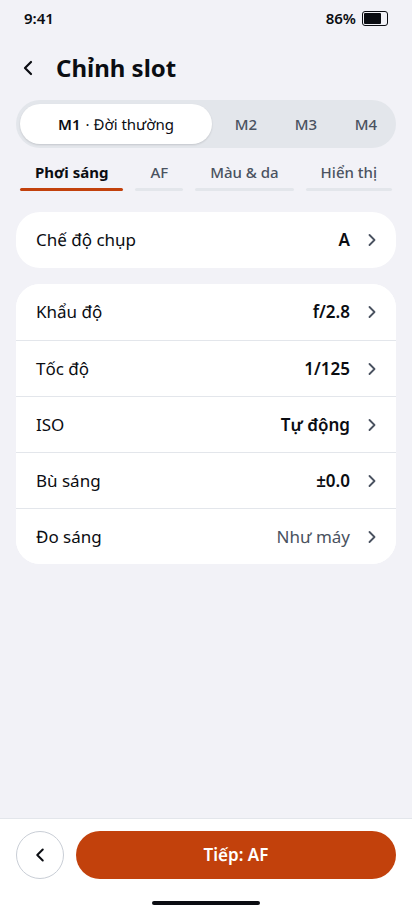 9:41 86%
Chỉnh slot
M1 · Đời thường M2 M3 M4
Phơi sáng AF Màu & da Hiển thị
Chế độ chụp A
Khẩu độ f/2.8
Tốc độ 1/125
ISO Tự động
Bù sáng ±0.0
Đo sáng Như máy
Tiếp: AF